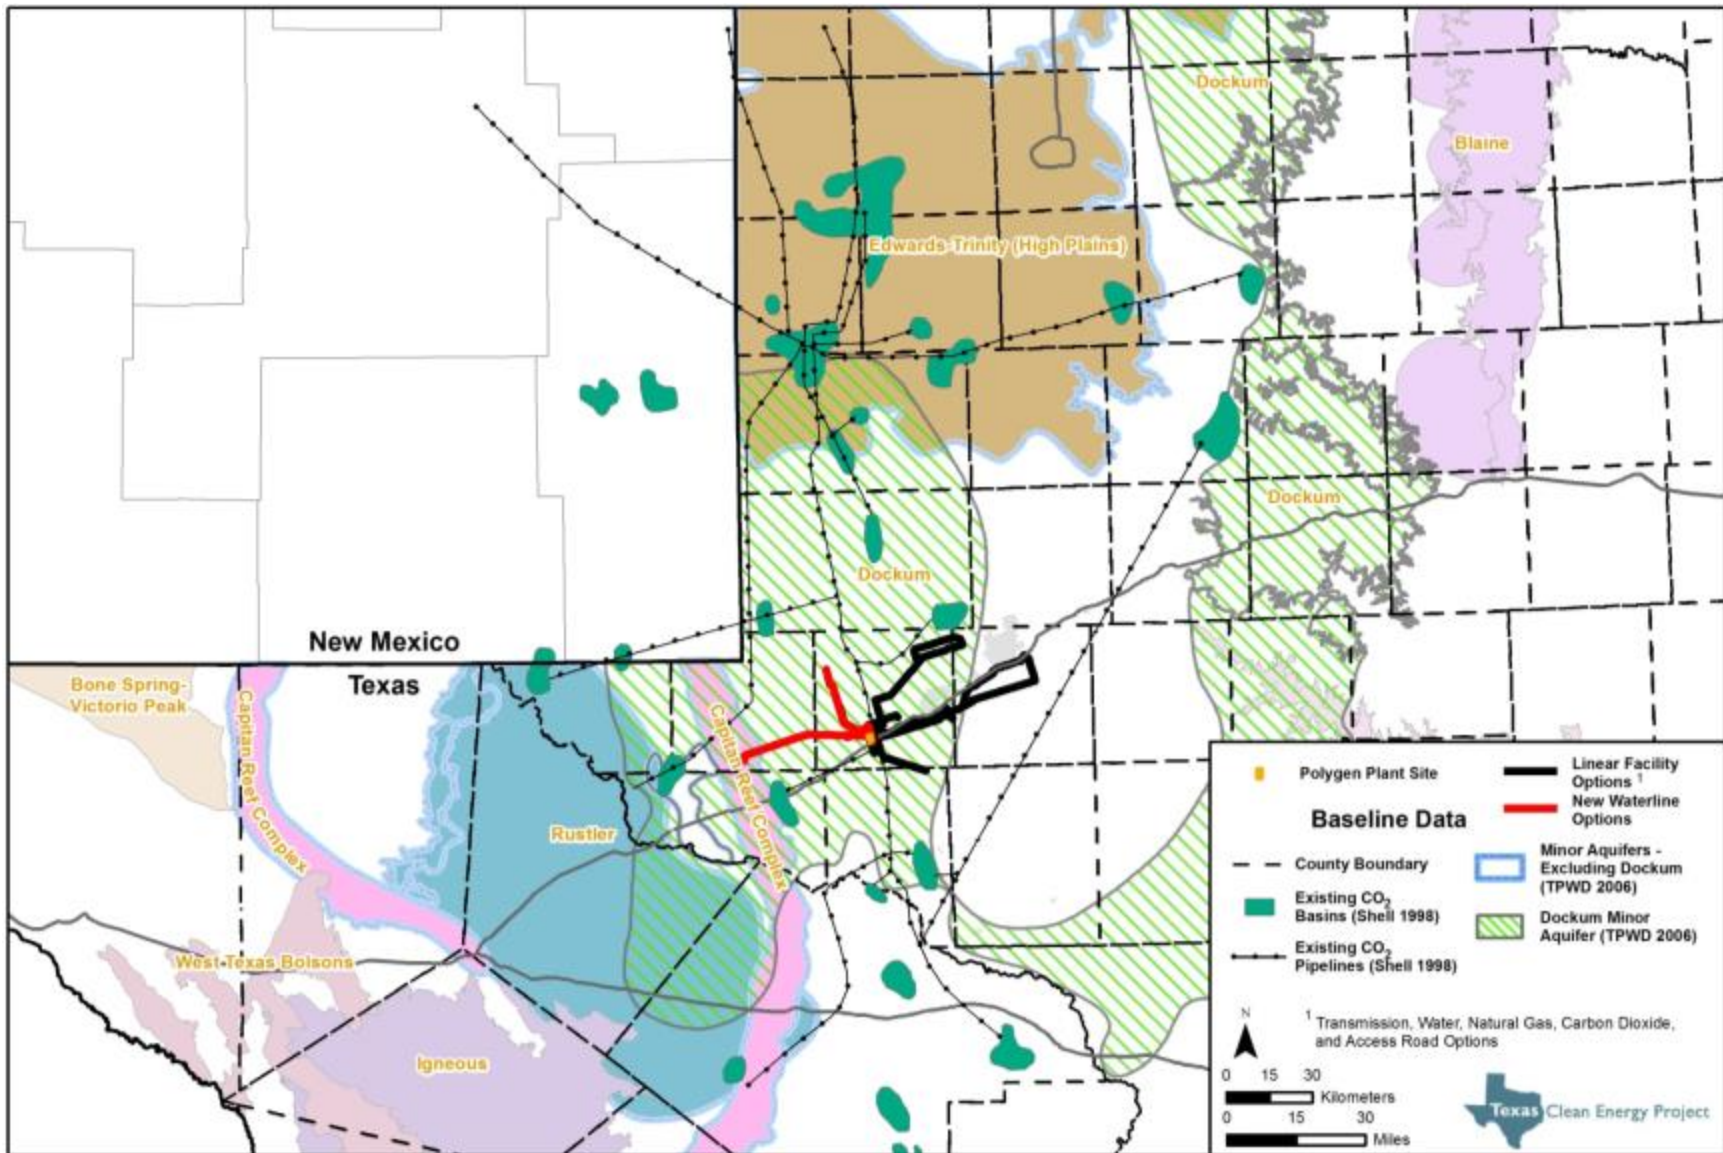 Dockum
Blaine
Edwards-Trinity (High Plains)
Dockum
Dockum
New Mexico
Texas
Bone Spring-
Victorio Peak
Capitan Reef Complex
Capitan Reef Complex
Rustler
West Texas Bolsons
Igneous
Polygen Plant Site
Linear Facility
Options 1
New Waterline
Options
Baseline Data
County Boundary
Existing CO2
Basins (Shell 1998)
Existing CO2
Pipelines (Shell 1998)
Minor Aquifers -
Excluding Dockum
(TPWD 2006)
Dockum Minor
Aquifer (TPWD 2006)
N
1 Transmission, Water, Natural Gas, Carbon Dioxide,
and Access Road Options
0 15 30
Kilometers
0 15 30
Miles
Texas Clean Energy Project